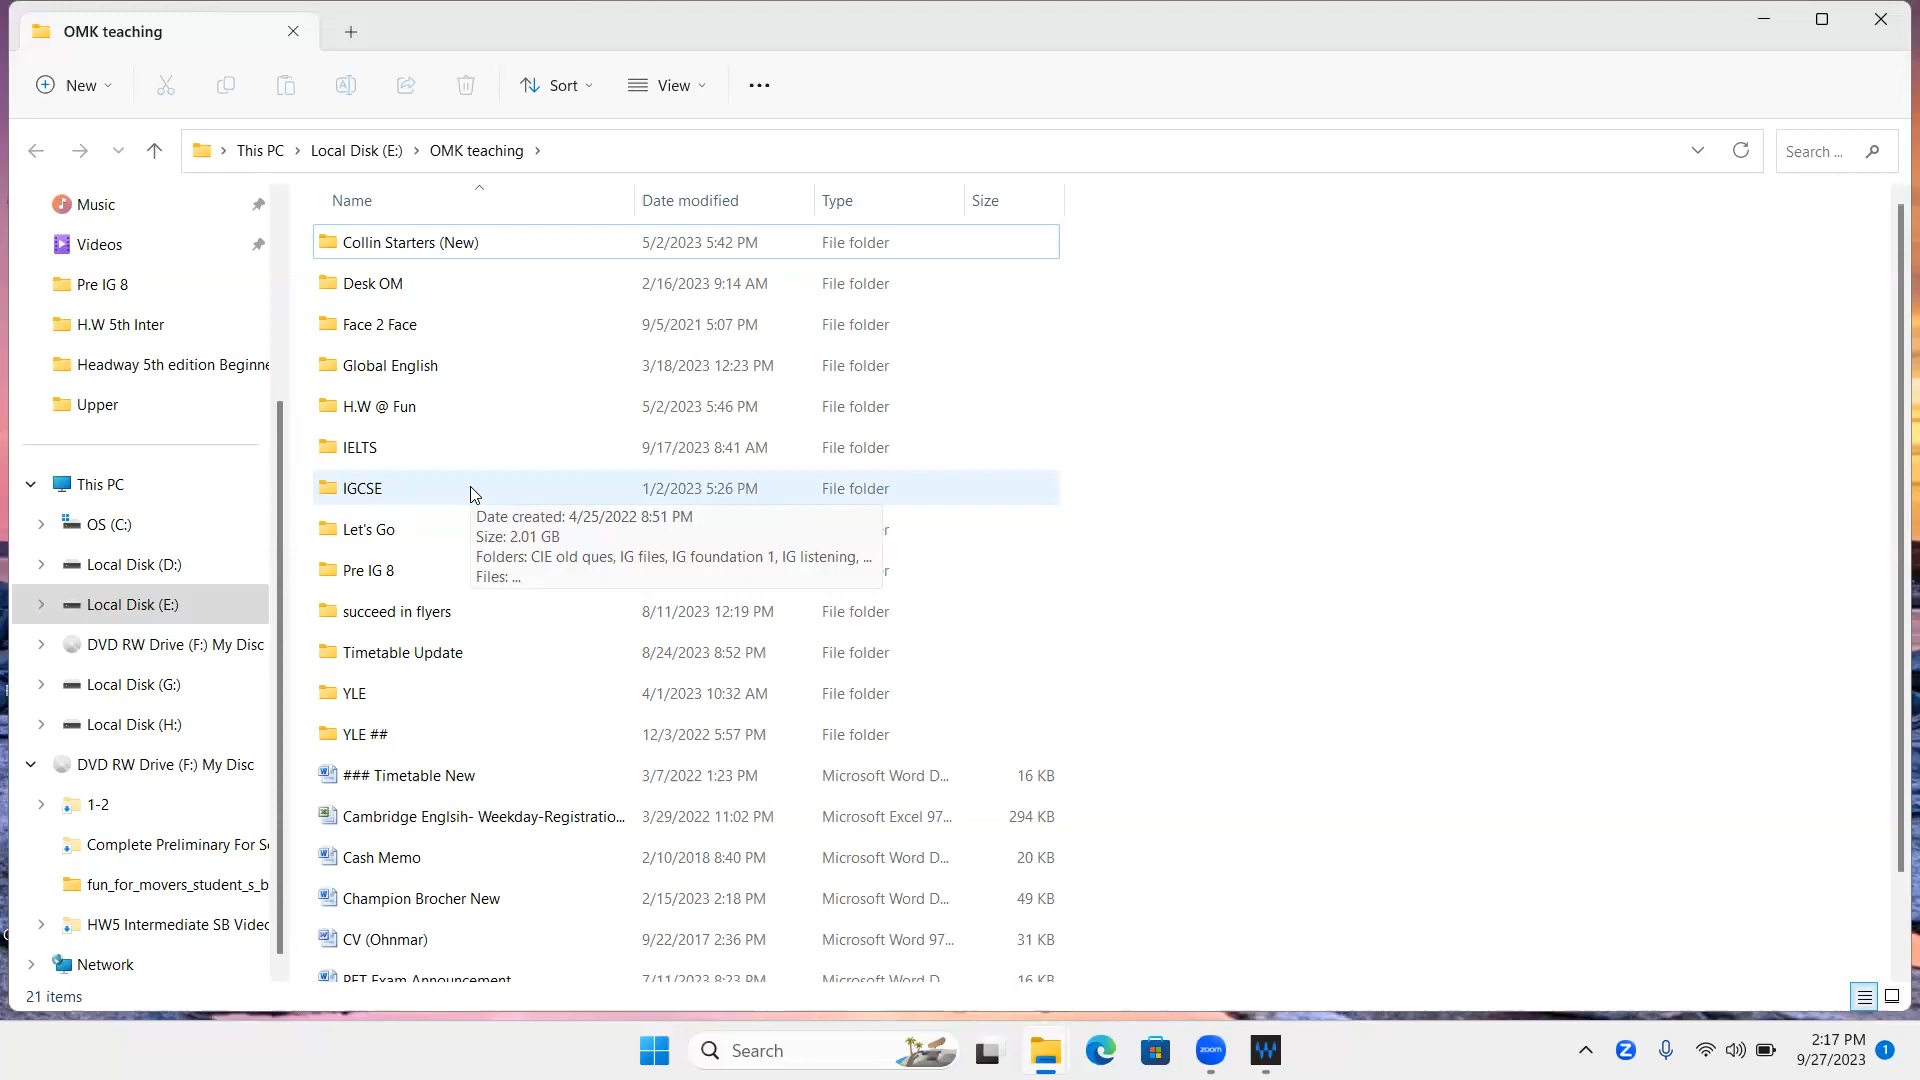 OMK teaching
New
Sort
View
This PC
Local Disk (E:)
OMK teaching
Search ...
Music
Videos
Pre IG 8
H.W 5th Inter
Headway 5th edition Beginne
Upper
This PC
OS (C:)
Local Disk (D:)
Local Disk (E:)
DVD RW Drive (F:) My Disc
Local Disk (G:)
Local Disk (H:)
DVD RW Drive (F:) My Disc
1-2
Complete Preliminary For S
fun_for_movers_student_s_b
HW5 Intermediate SB Videc
Network
Name Date modified Type Size
Collin Starters (New) 5/2/2023 5:42 PM File folder
Desk OM 2/16/2023 9:14 AM File folder
Face 2 Face 9/5/2021 5:07 PM File folder
Global English 3/18/2023 12:23 PM File folder
H.W @ Fun 5/2/2023 5:46 PM File folder
IELTS 9/17/2023 8:41 AM File folder
IGCSE 1/2/2023 5:26 PM File folder
Date created: 4/25/2022 8:51 PM
Size: 2.01 GB
Folders: CIE old ques, IG files, IG foundation 1, IG listening, ...
Files: ...
Let's Go
Pre IG 8
succeed in flyers 8/11/2023 12:19 PM File folder
Timetable Update 8/24/2023 8:52 PM File folder
YLE 4/1/2023 10:32 AM File folder
YLE ## 12/3/2022 5:57 PM File folder
### Timetable New 3/7/2022 1:23 PM Microsoft Word D... 16 KB
Cambridge Englsih- Weekday-Registratio... 3/29/2022 11:02 PM Microsoft Excel 97... 294 KB
Cash Memo 2/10/2018 8:40 PM Microsoft Word D... 20 KB
Champion Brocher New 2/15/2023 2:18 PM Microsoft Word D... 49 KB
CV (Ohnmar) 9/22/2017 2:36 PM Microsoft Word 97... 31 KB
PET Exam Announcement 7/11/2023 8:23 PM Microsoft Word D... 16 KB
21 items
Search
zoom
2:17 PM
9/27/2023
1